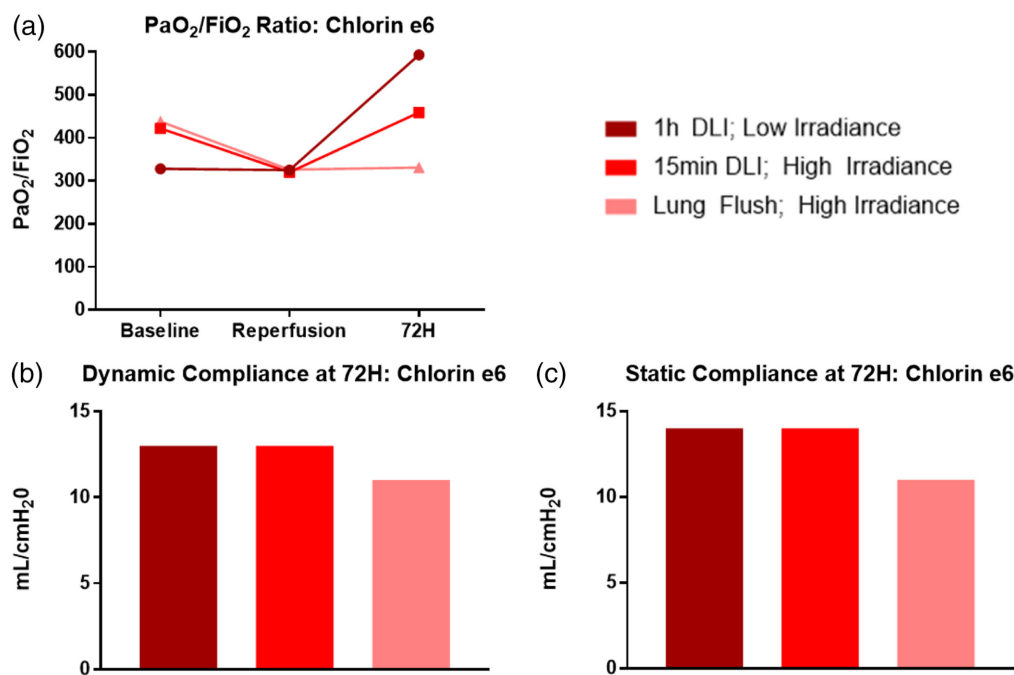 (a)
PaO₂/FiO₂ Ratio: Chlorin e6
PaO₂/FiO₂
600
500
400
300
200
100
0
Baseline Reperfusion 72H
1h DLI; Low Irradiance
15min DLI; High Irradiance
Lung Flush; High Irradiance
(b)
Dynamic Compliance at 72H: Chlorin e6
mL/cmH₂0
15
10
5
0
(c)
Static Compliance at 72H: Chlorin e6
mL/cmH₂0
15
10
5
0